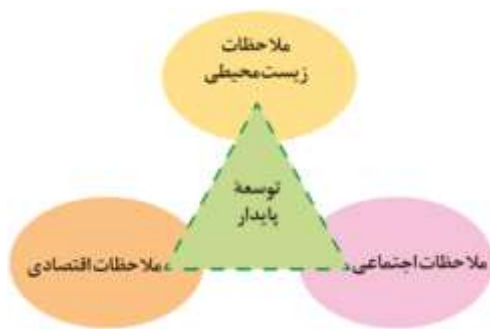 ملاحظات
زیست‌محیطی
توسعهٔ
پایدار
ملاحظات اجتماعی
ملاحظات اقتصادی